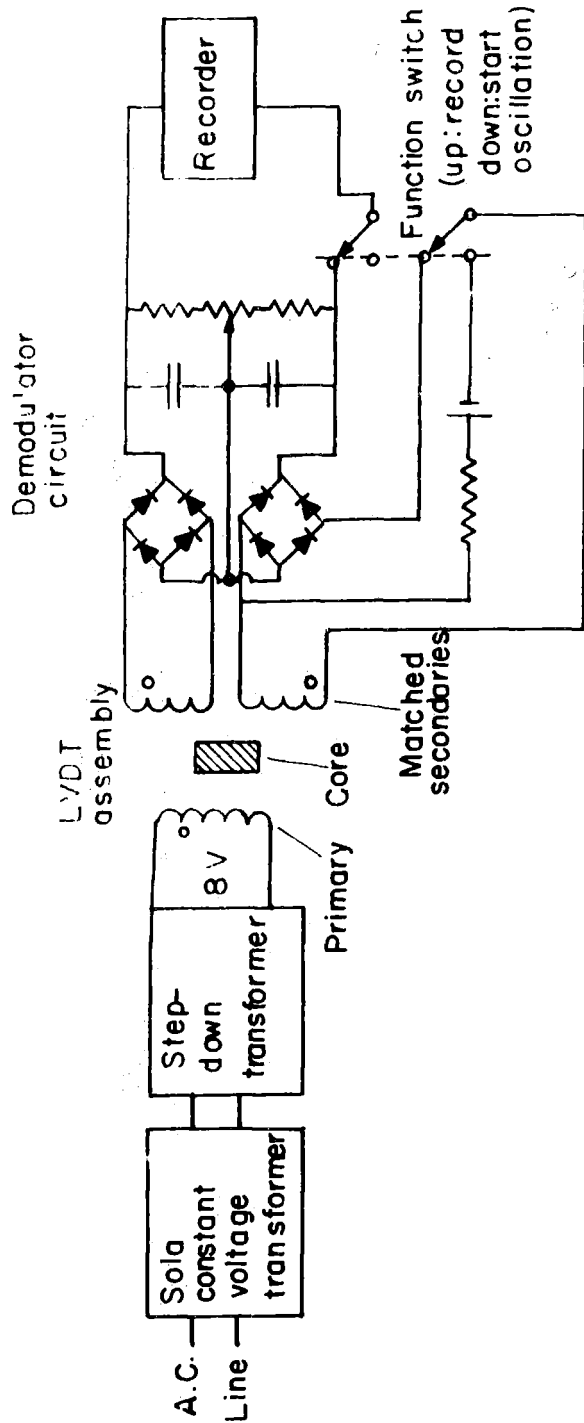 A.C.
Line
Sola
constant
voltage
transformer
Step-
down
transformer
8 V
Primary
Core
LVDT
assembly
Matched
secondaries
Demodulator
circuit
Recorder
Function switch
(up:record
down:start
oscillation)